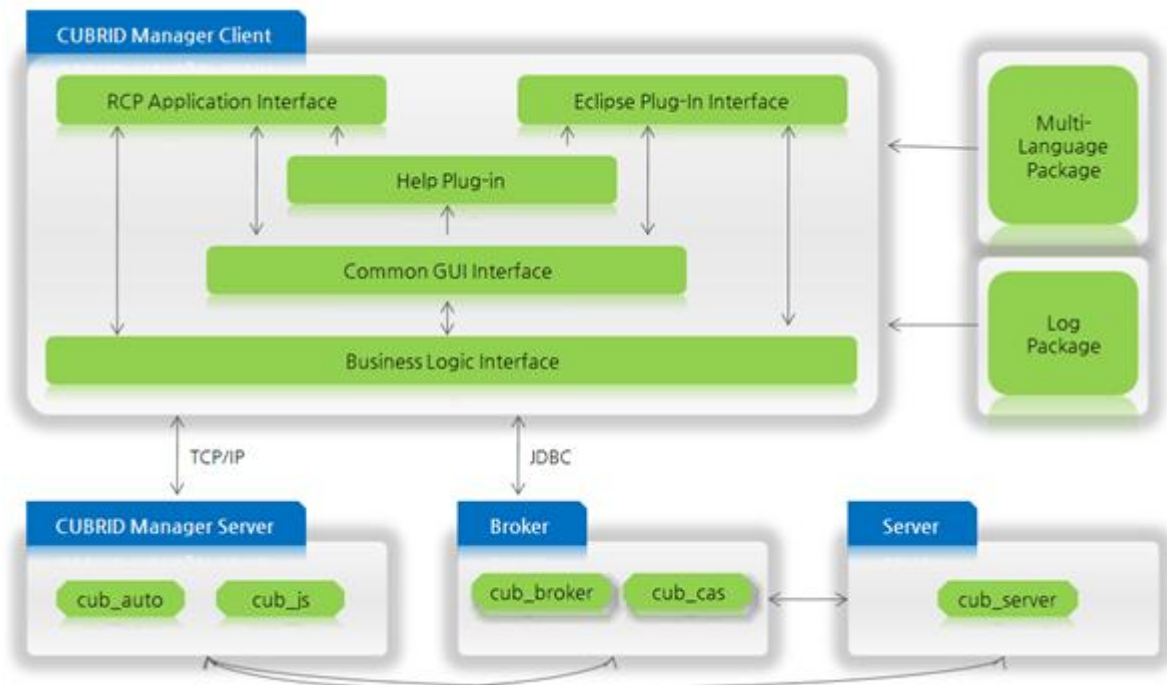 CUBRID Manager Client
RCP Application Interface
Eclipse Plug-In Interface
Help Plug-in
Common GUI Interface
Business Logic Interface
Multi-
Language
Package
Log
Package
TCP/IP
JDBC
CUBRID Manager Server
cub_auto
cub_js
Broker
cub_broker
cub_cas
Server
cub_server